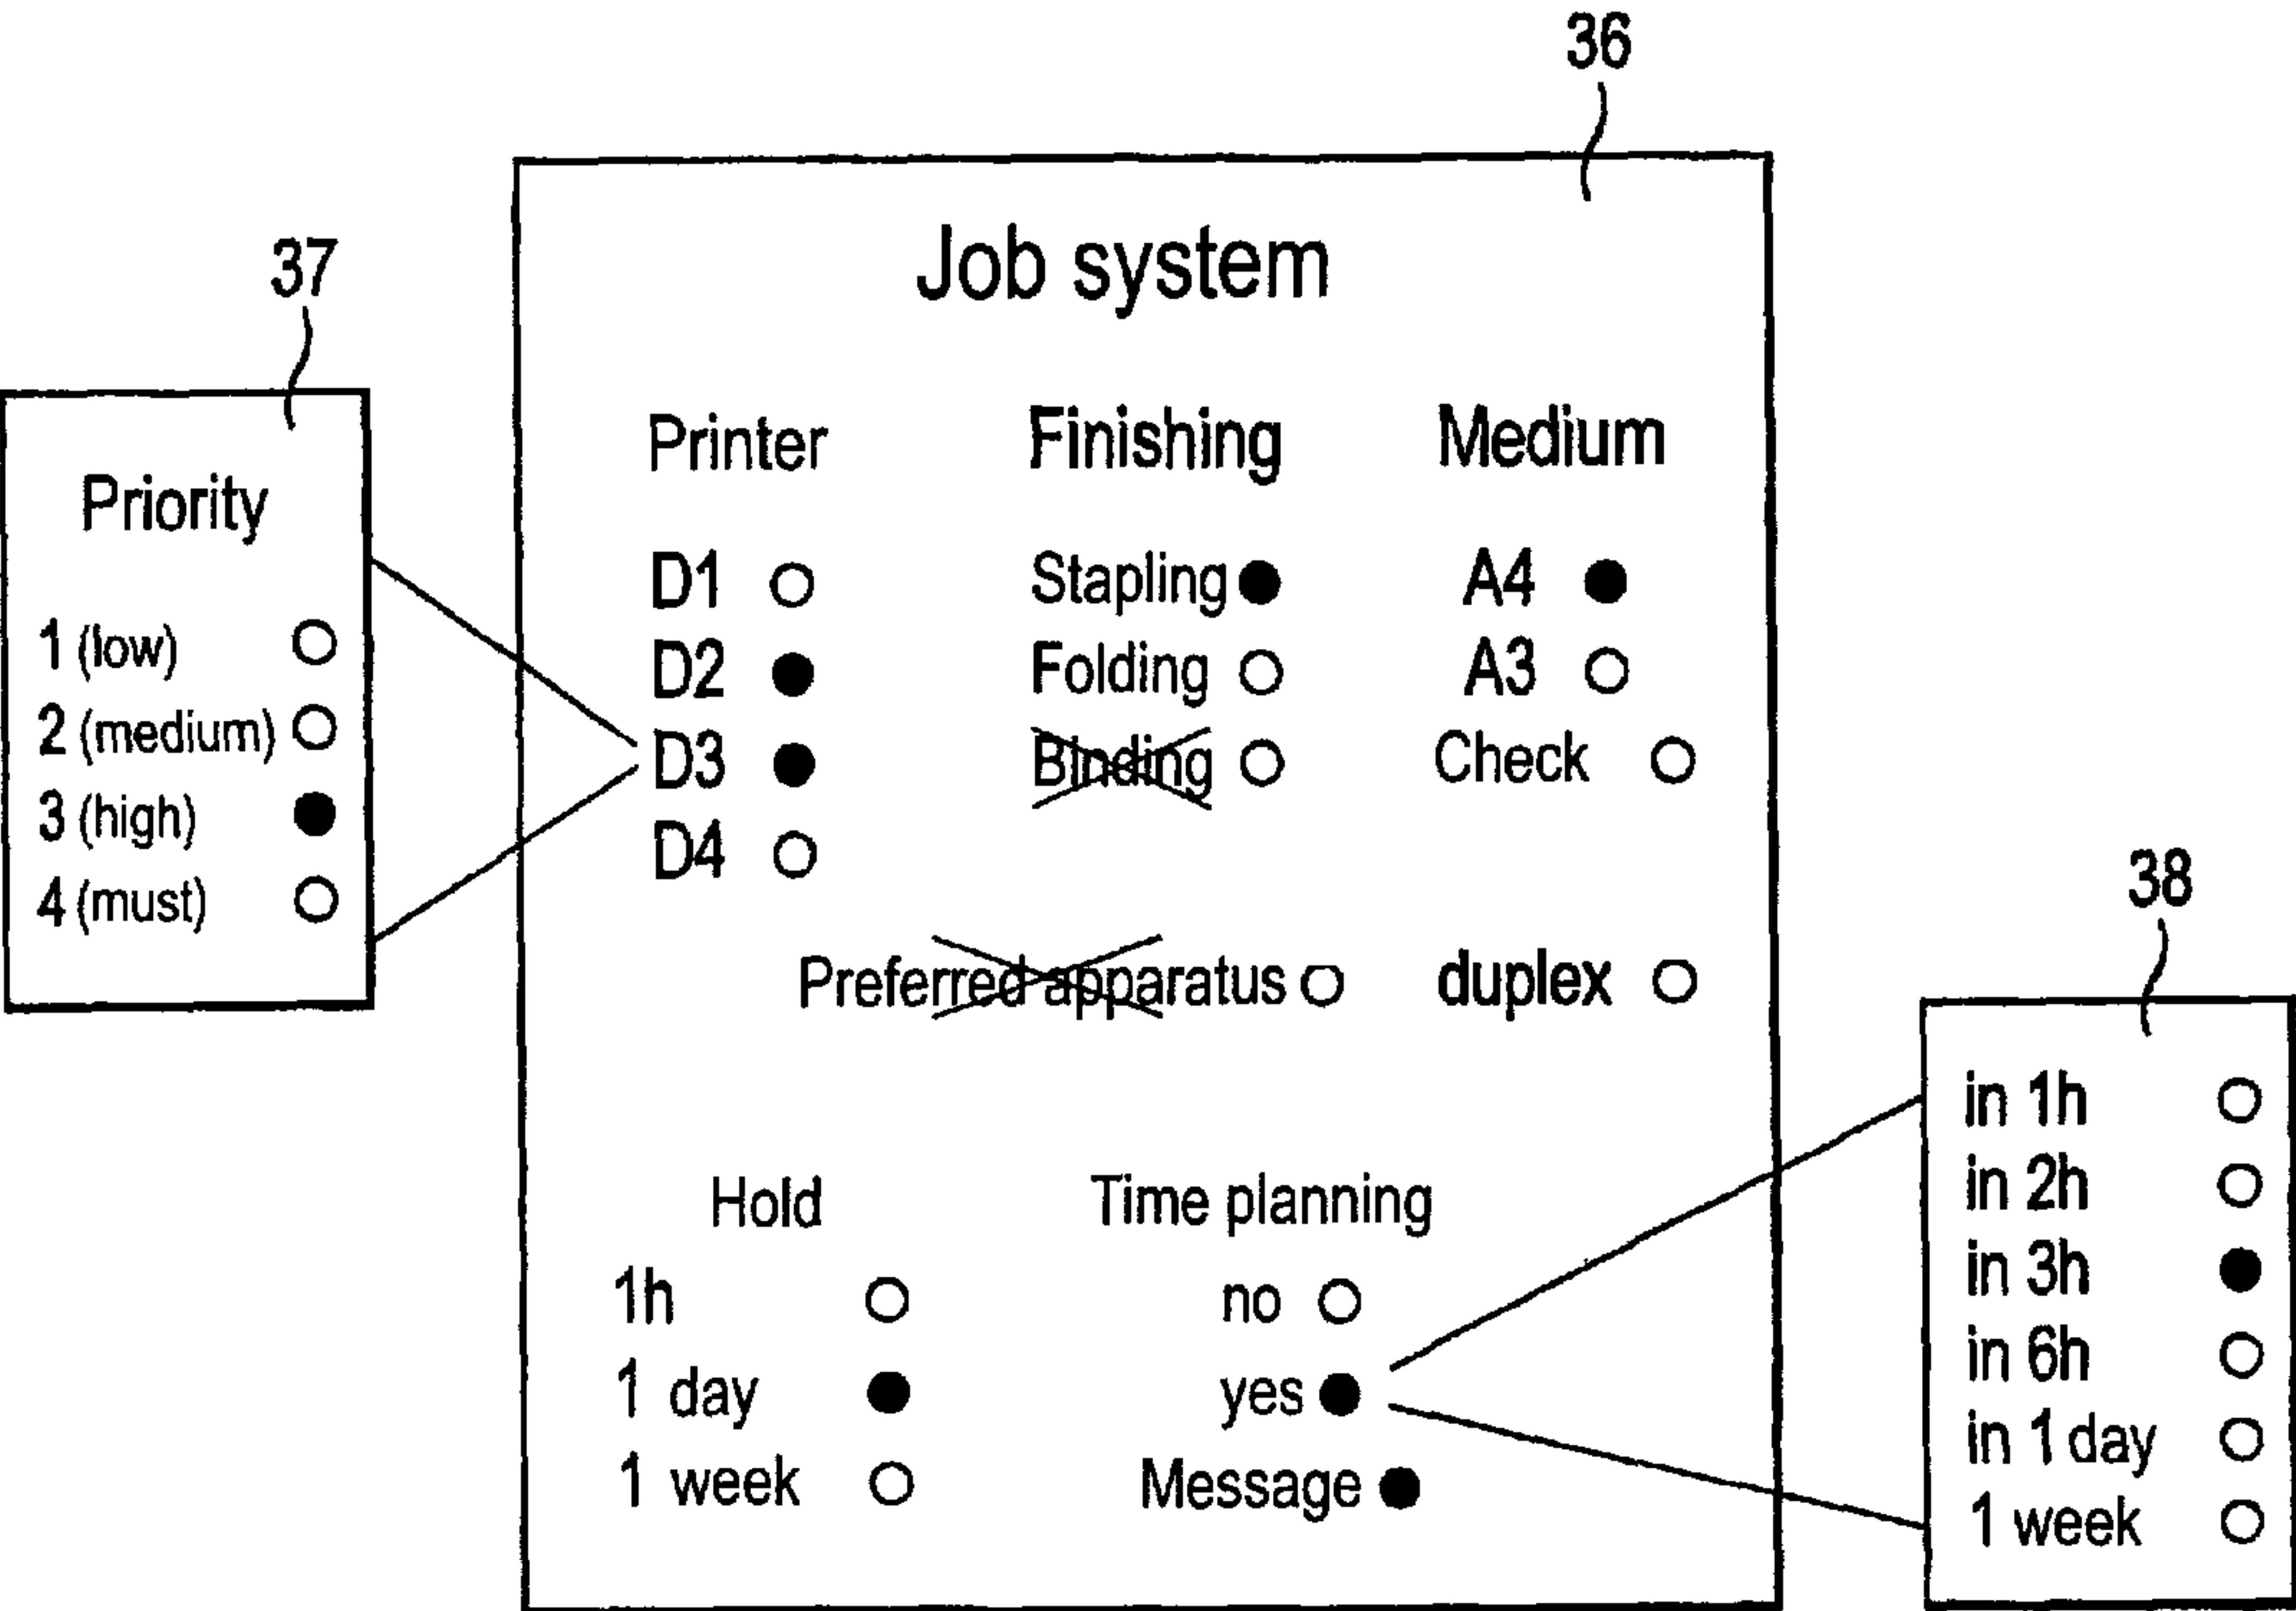 36
Job system
Printer Finishing Medium
D1 Stapling A4
D2 Folding A3
D3 Binding Check
D4
Preferred apparatus duplex
Hold Time planning
1h no
1 day yes
1 week Message
37
Priority
1 (low)
2 (medium)
3 (high)
4 (must)
38
in 1h
in 2h
in 3h
in 6h
in 1 day
1 week